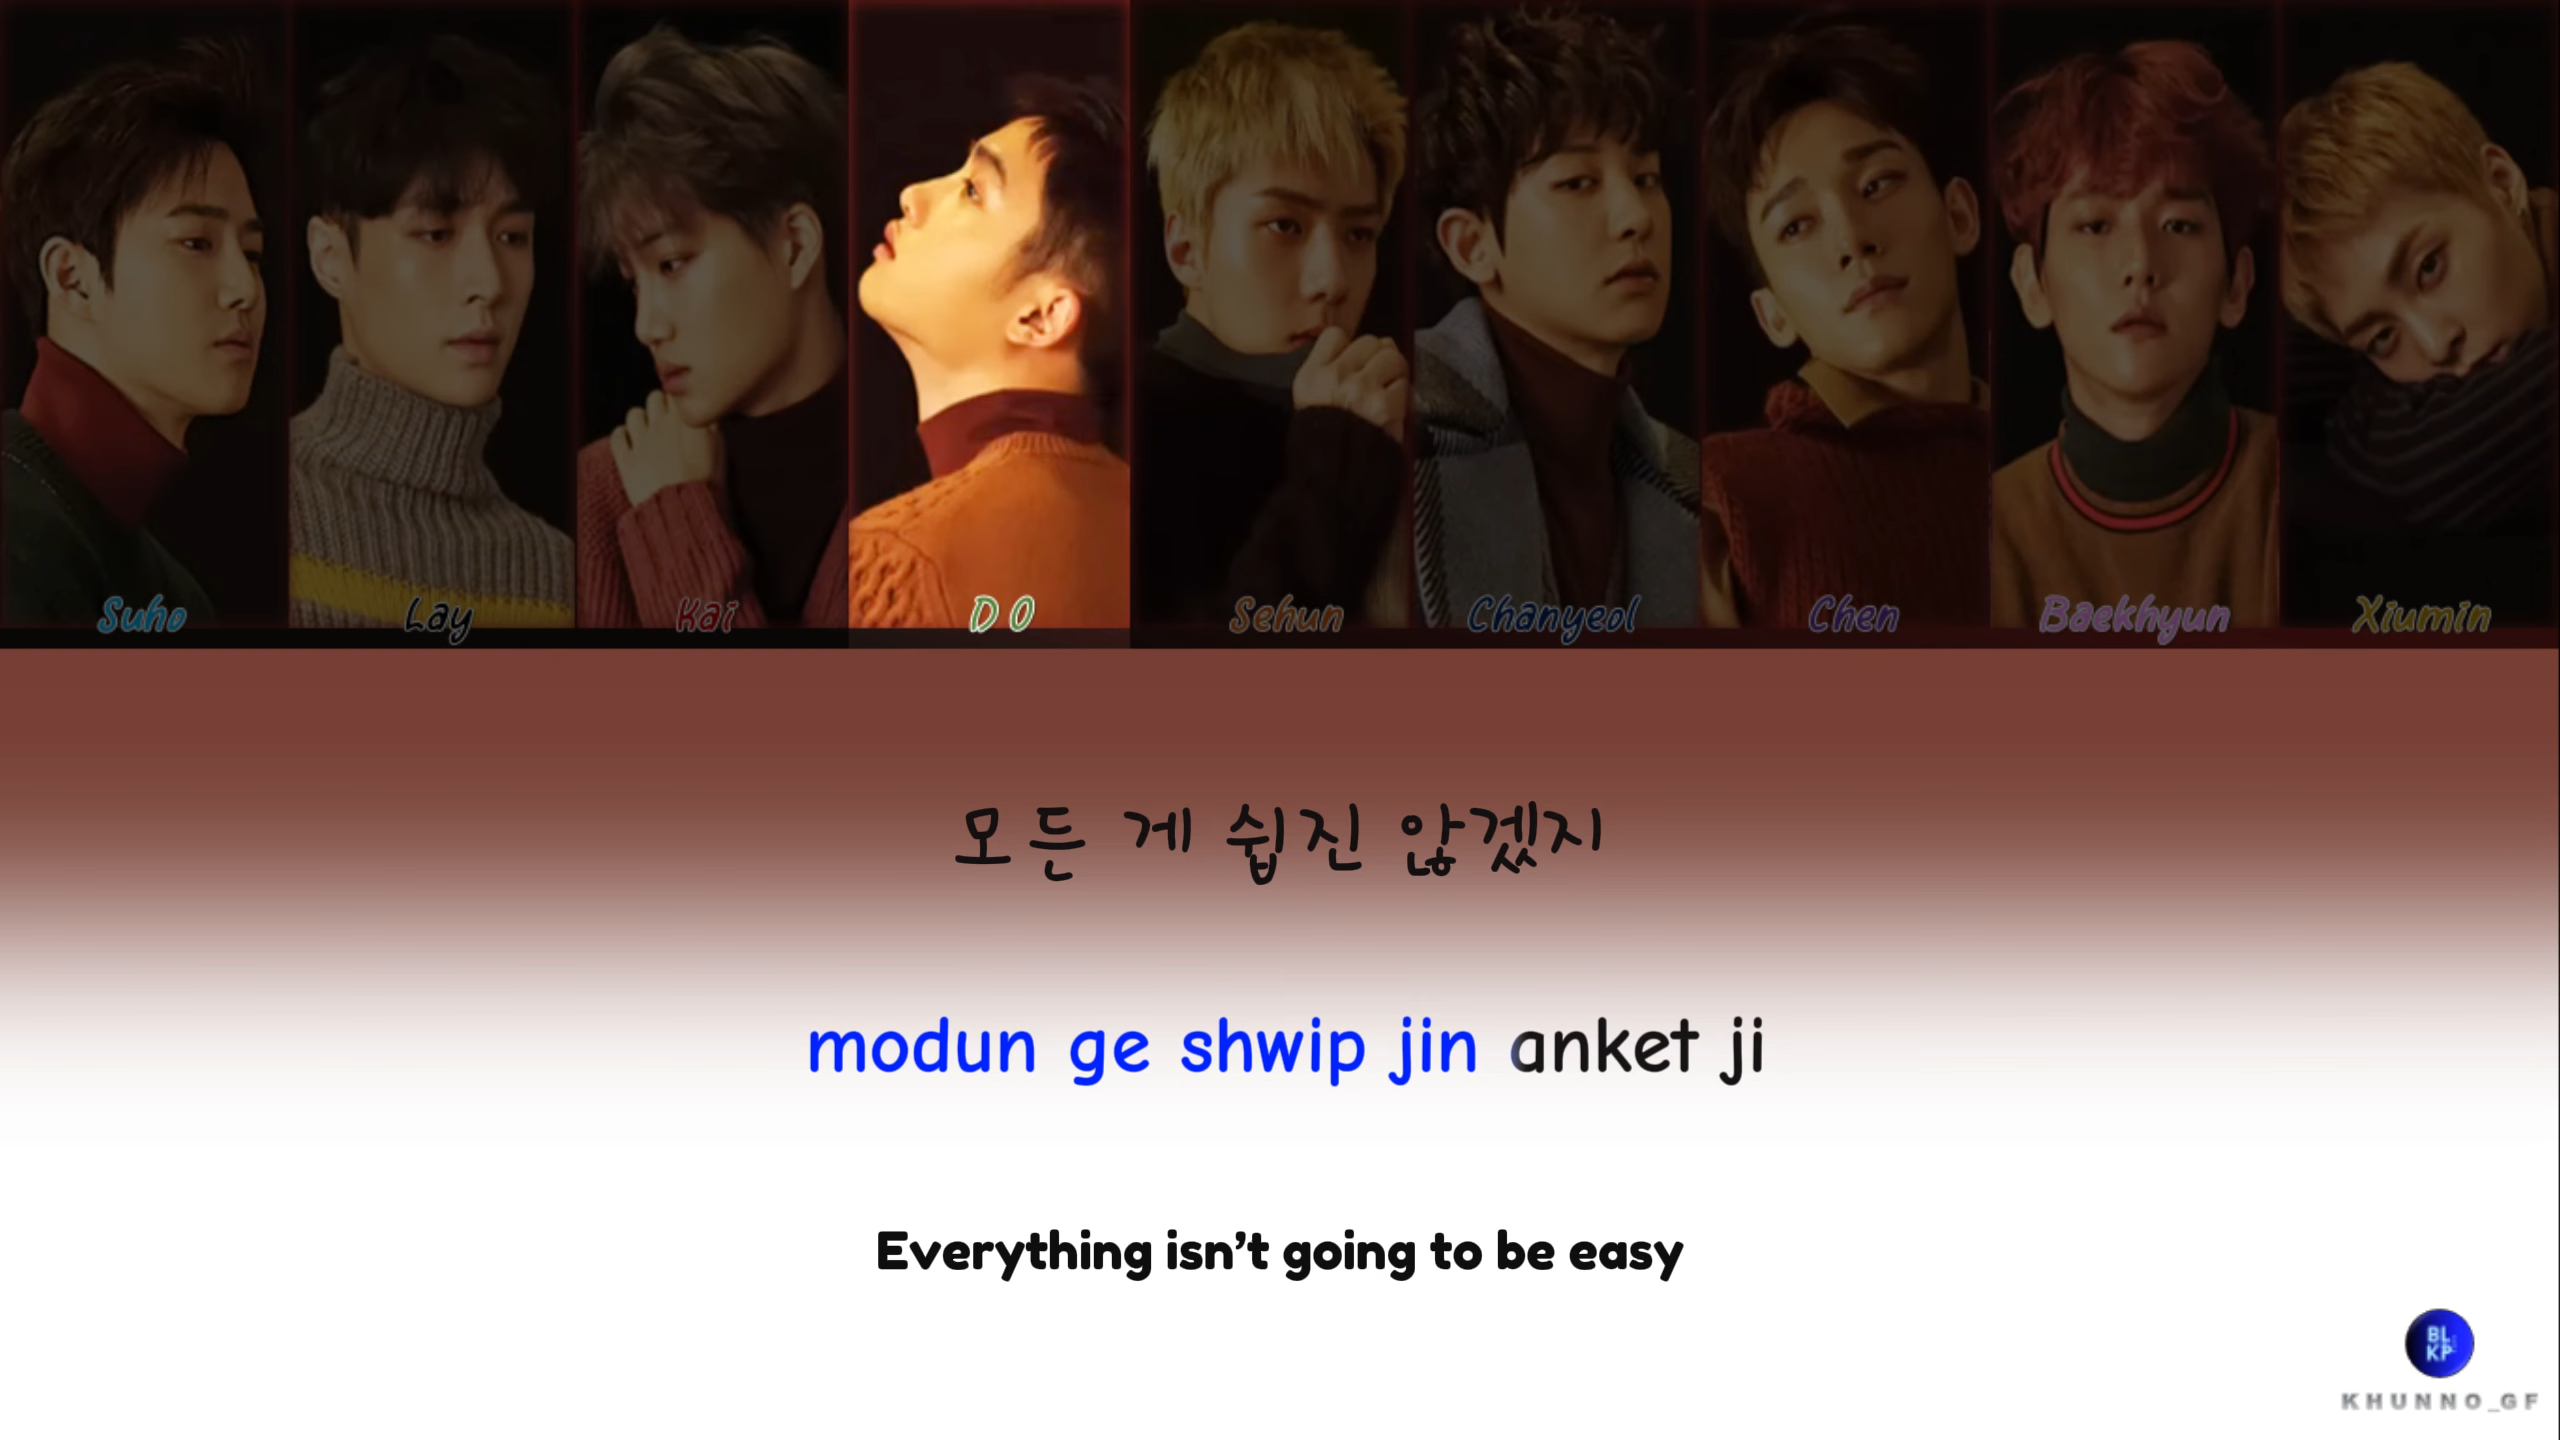 Suho Lay Kai D O Sehun Chanyeol Chen Baekhyun Xiumin
모든 게 쉽진 않겠지
modun ge shwip jin anket ji
Everything isn’t going to be easy
BL
KP
KHUNNO_GF